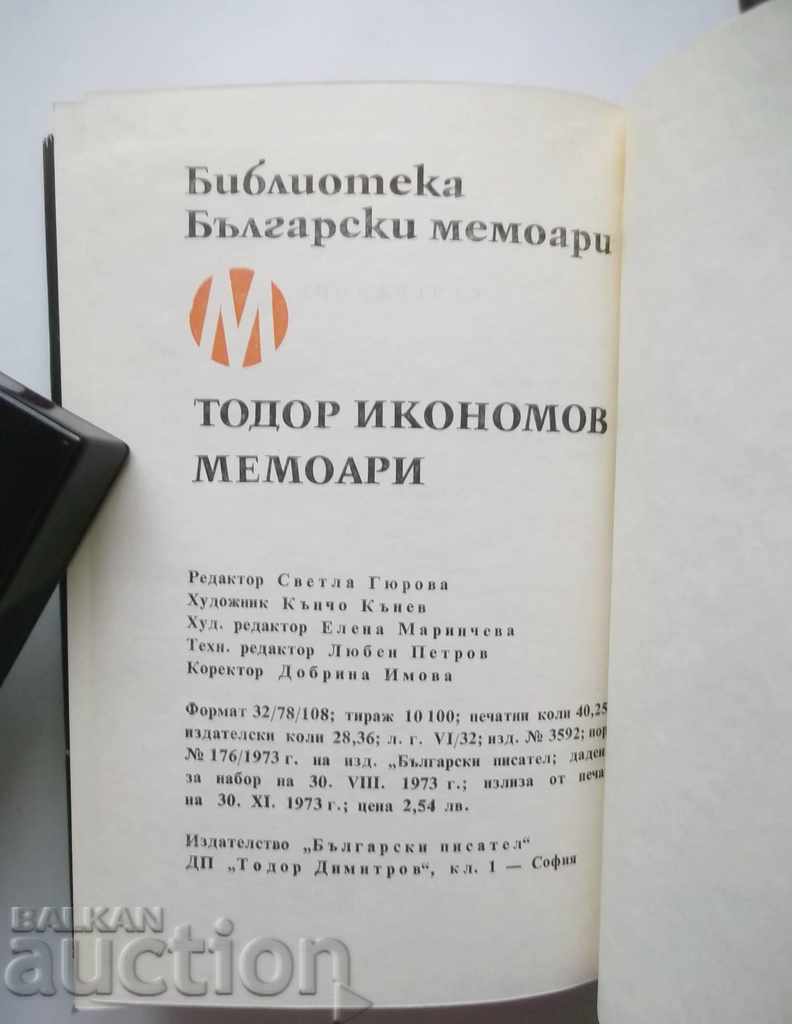 Библиотека
Български мемоари
М
ТОДОР ИКОНОМОВ
МЕМОАРИ
Редактор Светла Гюрова
Художник Кънчо Кънев
Худ. редактор Елена Маринчева
Техн. редактор Любен Петров
Коректор Добрина Имова
Формат 32/78/108; тираж 10 100; печатни коли 40,25
издателски коли 28,36; л. г. VI/32; изд. № 3592; пор
№ 176/1973 г. на изд. „Български писател; даден
за набор на 30. VIII. 1973 г.; излиза от печа
на 30. XI. 1973 г.; цена 2,54 лв.
Издателство „Български писател“
ДП „Тодор Димитров“, кл. 1 — София
BALKAN
auction